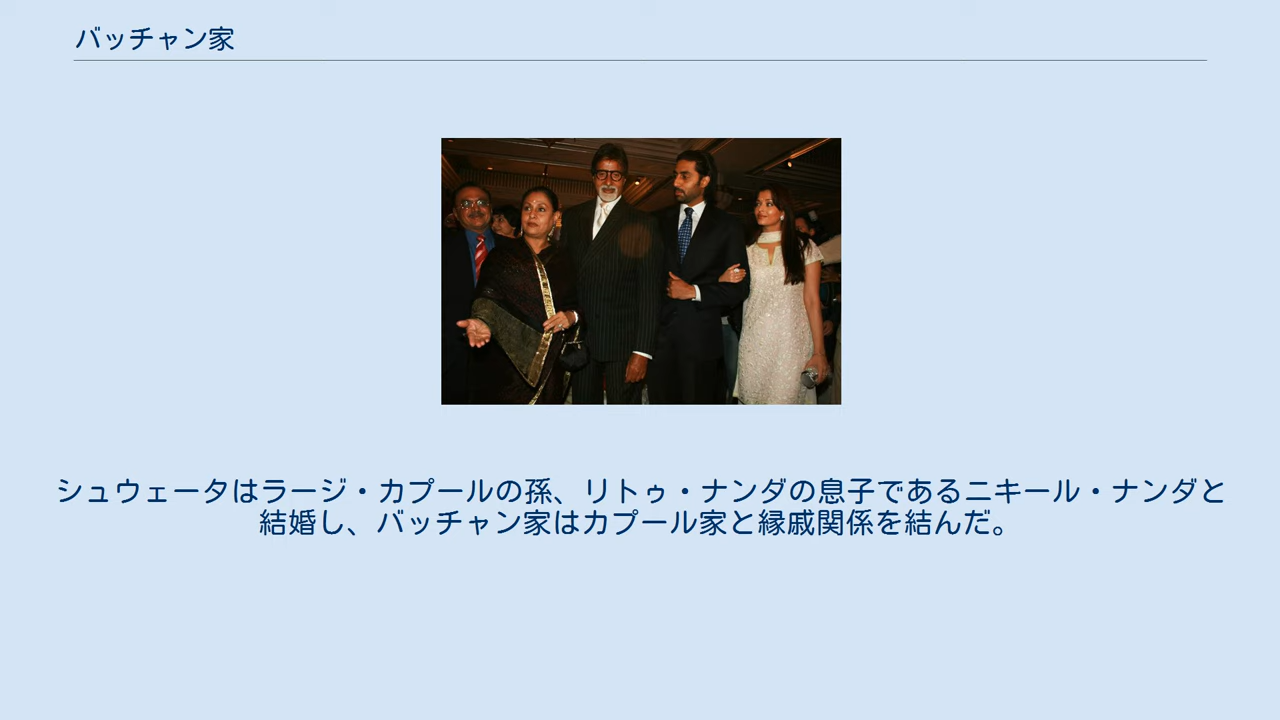 バッチャン家
シュウェータはラージ・カプールの孫、リトゥ・ナンダの息子であるニキール・ナンダと
結婚し、バッチャン家はカプール家と縁戚関係を結んだ。